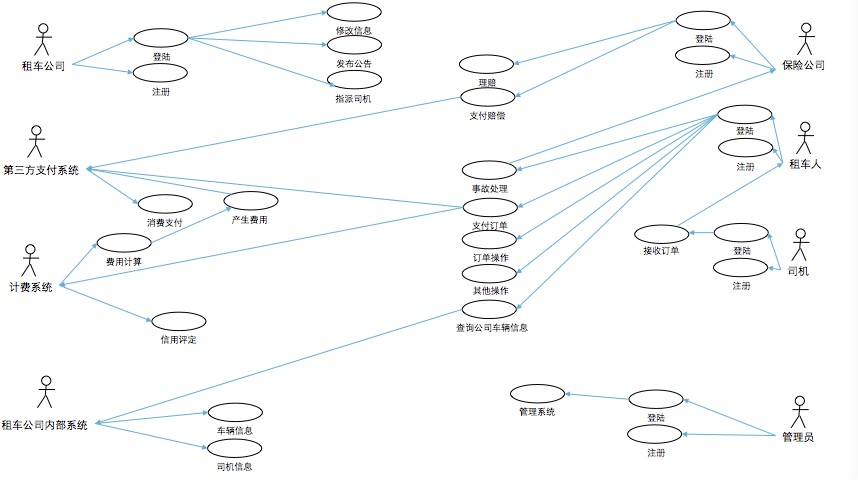 修改信息
登陆
租车公司
登陆
发布公告
注册
保险公司
注册
理赔
指派司机
支付赔偿
登陆
第三方支付系统
注册
租车人
事故处理
消费支付
产生费用
支付订单
费用计算
订单操作
接收订单
登陆
司机
计费系统
其他操作
注册
信用评定
查询公司车辆信息
管理系统
登陆
租车公司内部系统
车辆信息
管理员
注册
司机信息